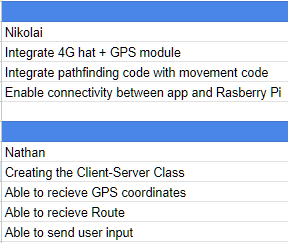 Nikolai
Integrate 4G hat + GPS module
Integrate pathfinding code with movement code
Enable connectivity between app and Rasberry Pi
Nathan
Creating the Client-Server Class
Able to recieve GPS coordinates
Able to recieve Route
Able to send user input